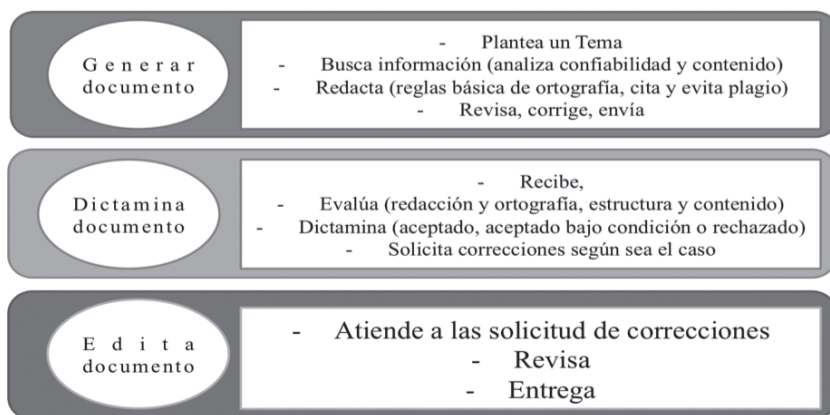 Generar
documento
- Plantea un Tema
- Busca información (analiza confiabilidad y contenido)
- Redacta (reglas básica de ortografía, cita y evita plagio)
- Revisa, corrige, envía
Dictamina
documento
- Recibe,
- Evalúa (redacción y ortografía, estructura y contenido)
- Dictamina (aceptado, aceptado bajo condición o rechazado)
- Solicita correcciones según sea el caso
Edita
documento
- Atiende a las solicitud de correcciones
- Revisa
- Entrega